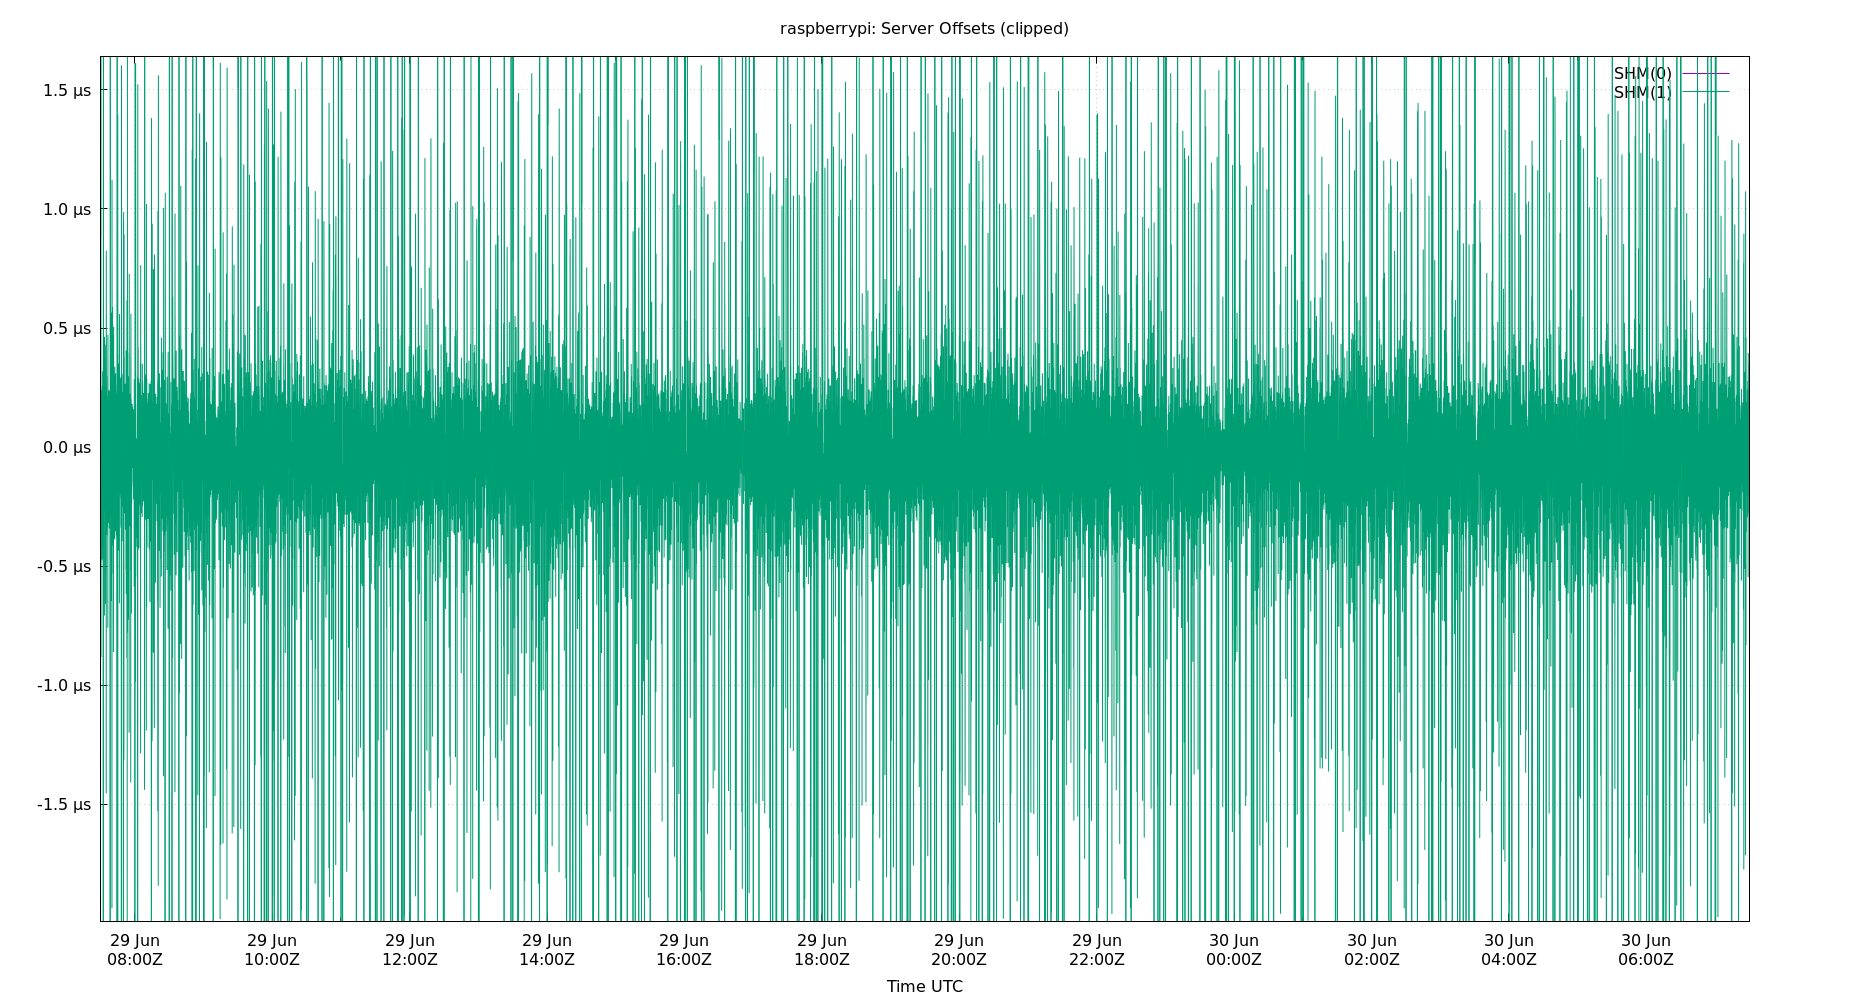 raspberrypi: Server Offsets (clipped)
SHM(0)
SHM(1)
1.5 µs
1.0 µs
0.5 µs
0.0 µs
-0.5 µs
-1.0 µs
-1.5 µs
29 Jun 29 Jun 29 Jun 29 Jun 29 Jun 29 Jun 29 Jun 29 Jun 30 Jun 30 Jun 30 Jun 30 Jun
08:00Z 10:00Z 12:00Z 14:00Z 16:00Z 18:00Z 20:00Z 22:00Z 00:00Z 02:00Z 04:00Z 06:00Z
Time UTC